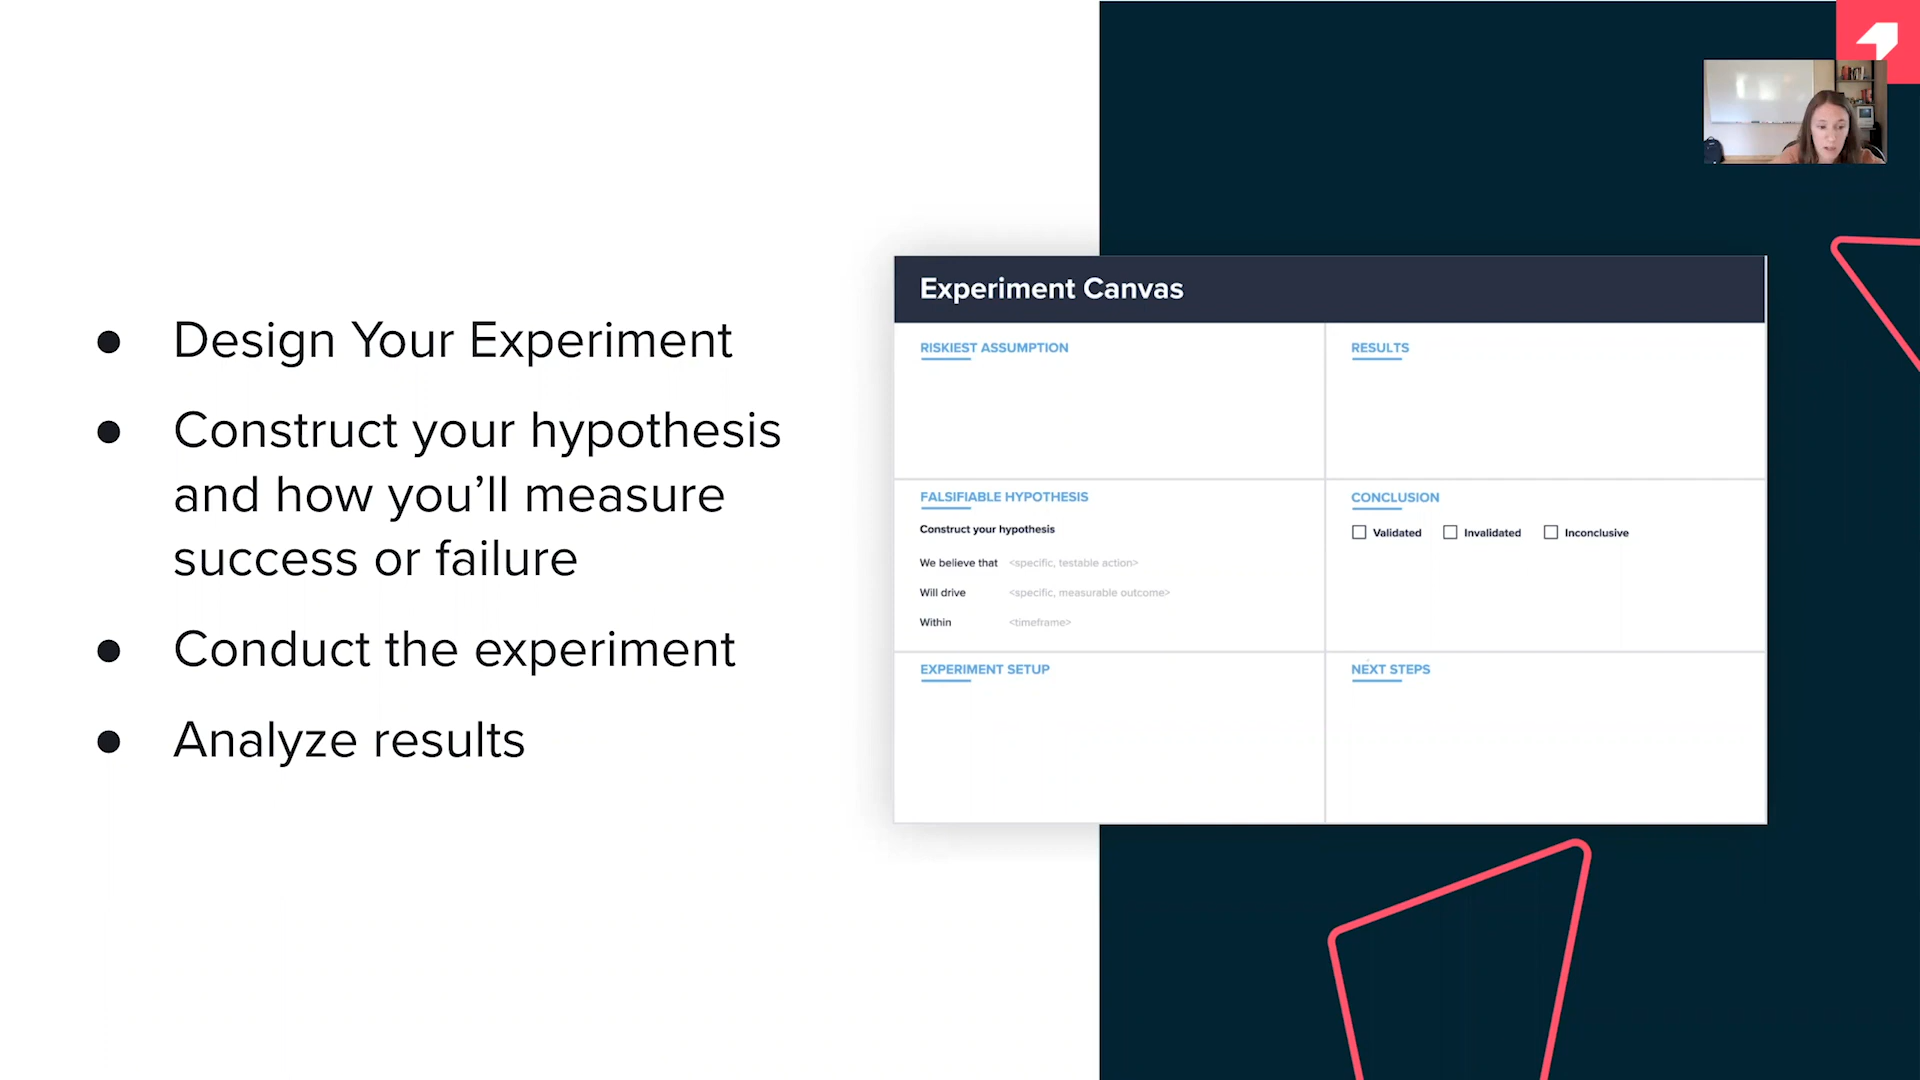 Design Your Experiment
Construct your hypothesis
and how you’ll measure
success or failure
Conduct the experiment
Analyze results
Experiment Canvas
RISKIEST ASSUMPTION
RESULTS
FALSIFIABLE HYPOTHESIS
Construct your hypothesis
We believe that <specific, testable action>
Will drive <specific, measurable outcome>
Within <timeframe>
CONCLUSION
Validated Invalidated Inconclusive
EXPERIMENT SETUP
NEXT STEPS